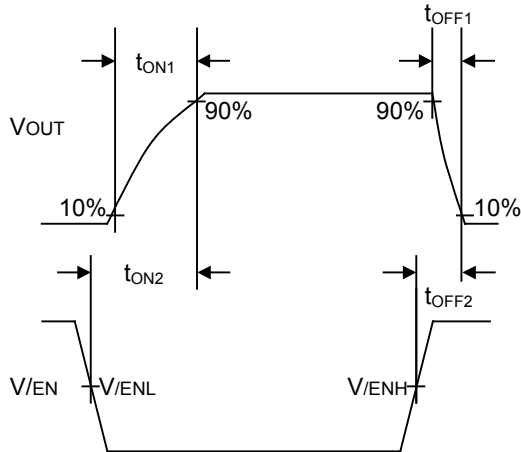 tOFF1
tON1
VOUT
90%
90%
10%
10%
tON2
tOFF2
V/EN
V/ENL
V/ENH